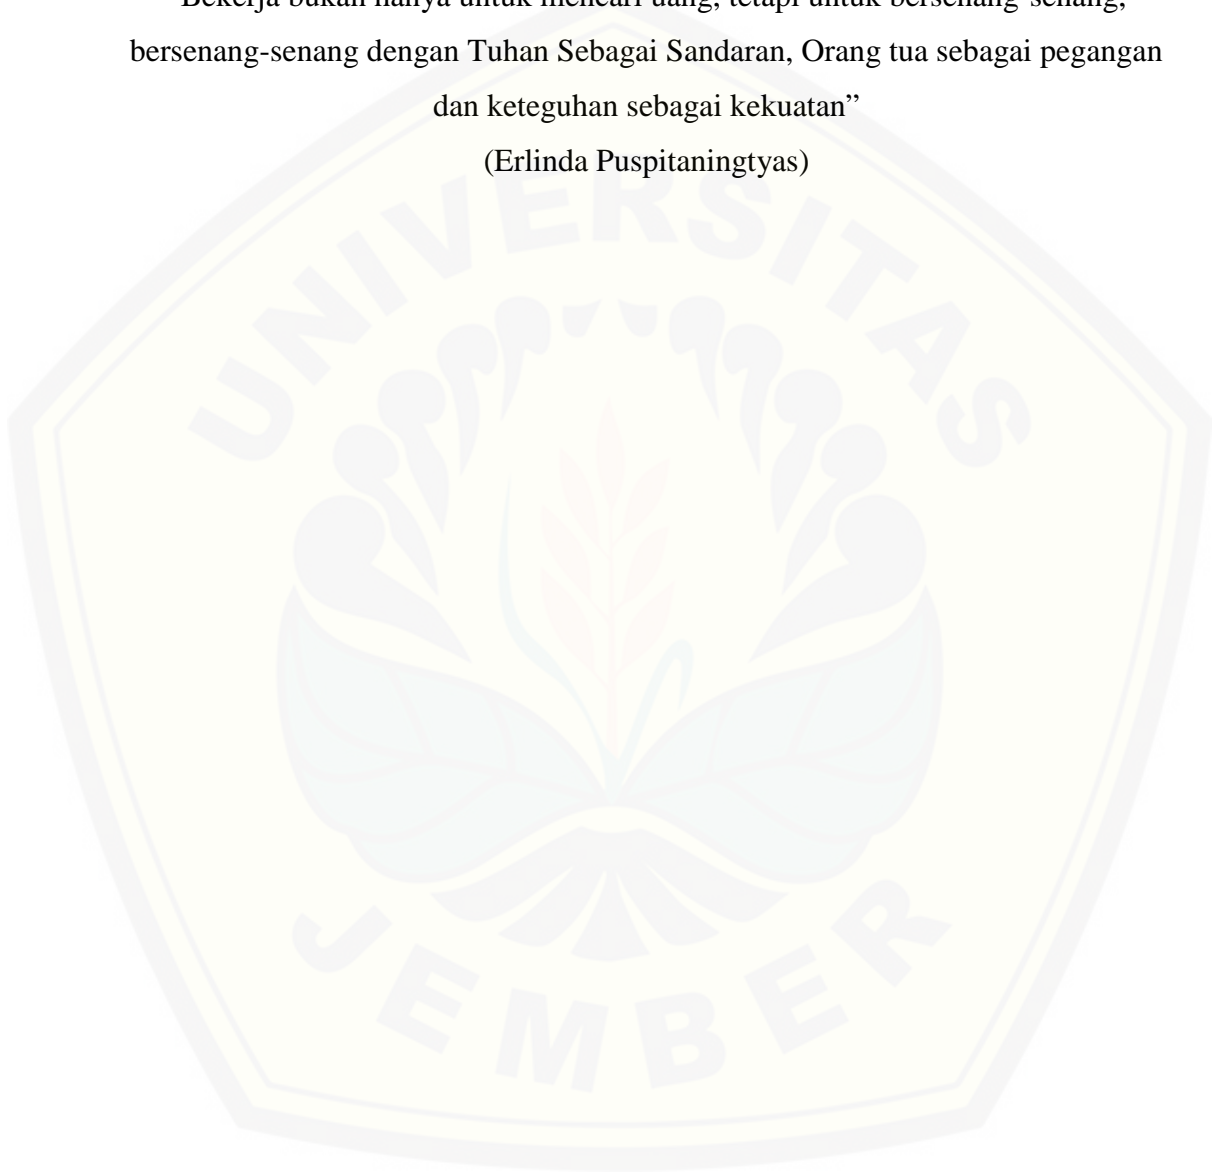 Bekerja bukan hanya untuk mencari uang, tetapi untuk bersenang-senang,
bersenang-senang dengan Tuhan Sebagai Sandaran, Orang tua sebagai pegangan
dan keteguhan sebagai kekuatan”
(Erlinda Puspitaningtyas)
UNIVERSITAS
JEMBER